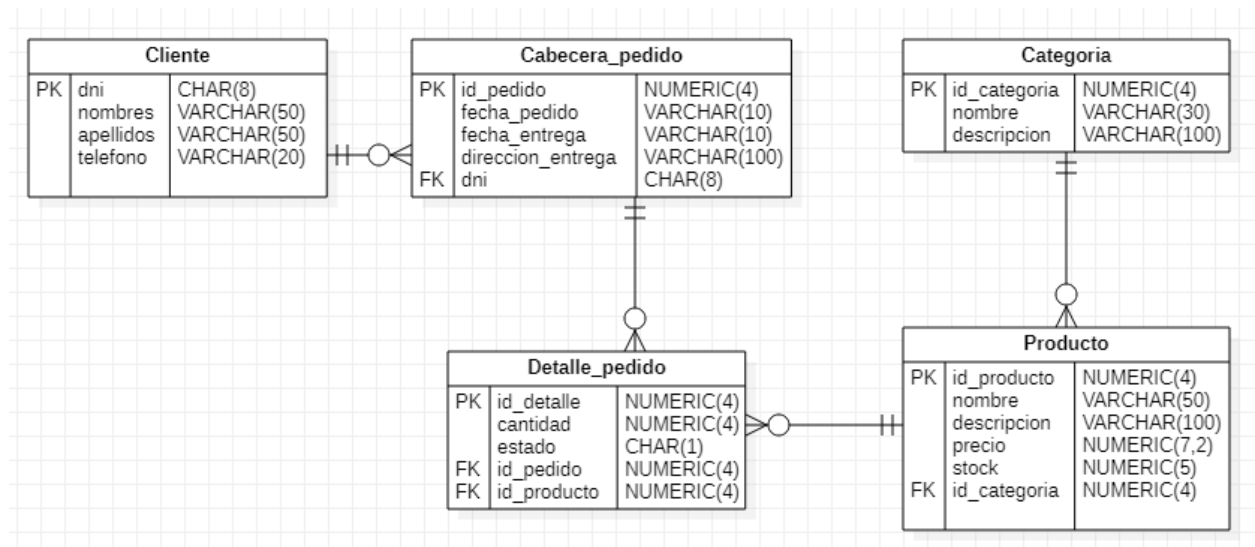 Cliente
PK dni CHAR(8)
nombres VARCHAR(50)
apellidos VARCHAR(50)
telefono VARCHAR(20)
Cabecera_pedido
PK id_pedido NUMERIC(4)
fecha_pedido VARCHAR(10)
fecha_entrega VARCHAR(10)
direccion_entrega VARCHAR(100)
FK dni CHAR(8)
Categoria
PK id_categoria NUMERIC(4)
nombre VARCHAR(30)
descripcion VARCHAR(100)
Detalle_pedido
PK id_detalle NUMERIC(4)
cantidad NUMERIC(4)
estado CHAR(1)
FK id_pedido NUMERIC(4)
FK id_producto NUMERIC(4)
Producto
PK id_producto NUMERIC(4)
nombre VARCHAR(50)
descripcion VARCHAR(100)
precio NUMERIC(7,2)
stock NUMERIC(5)
FK id_categoria NUMERIC(4)